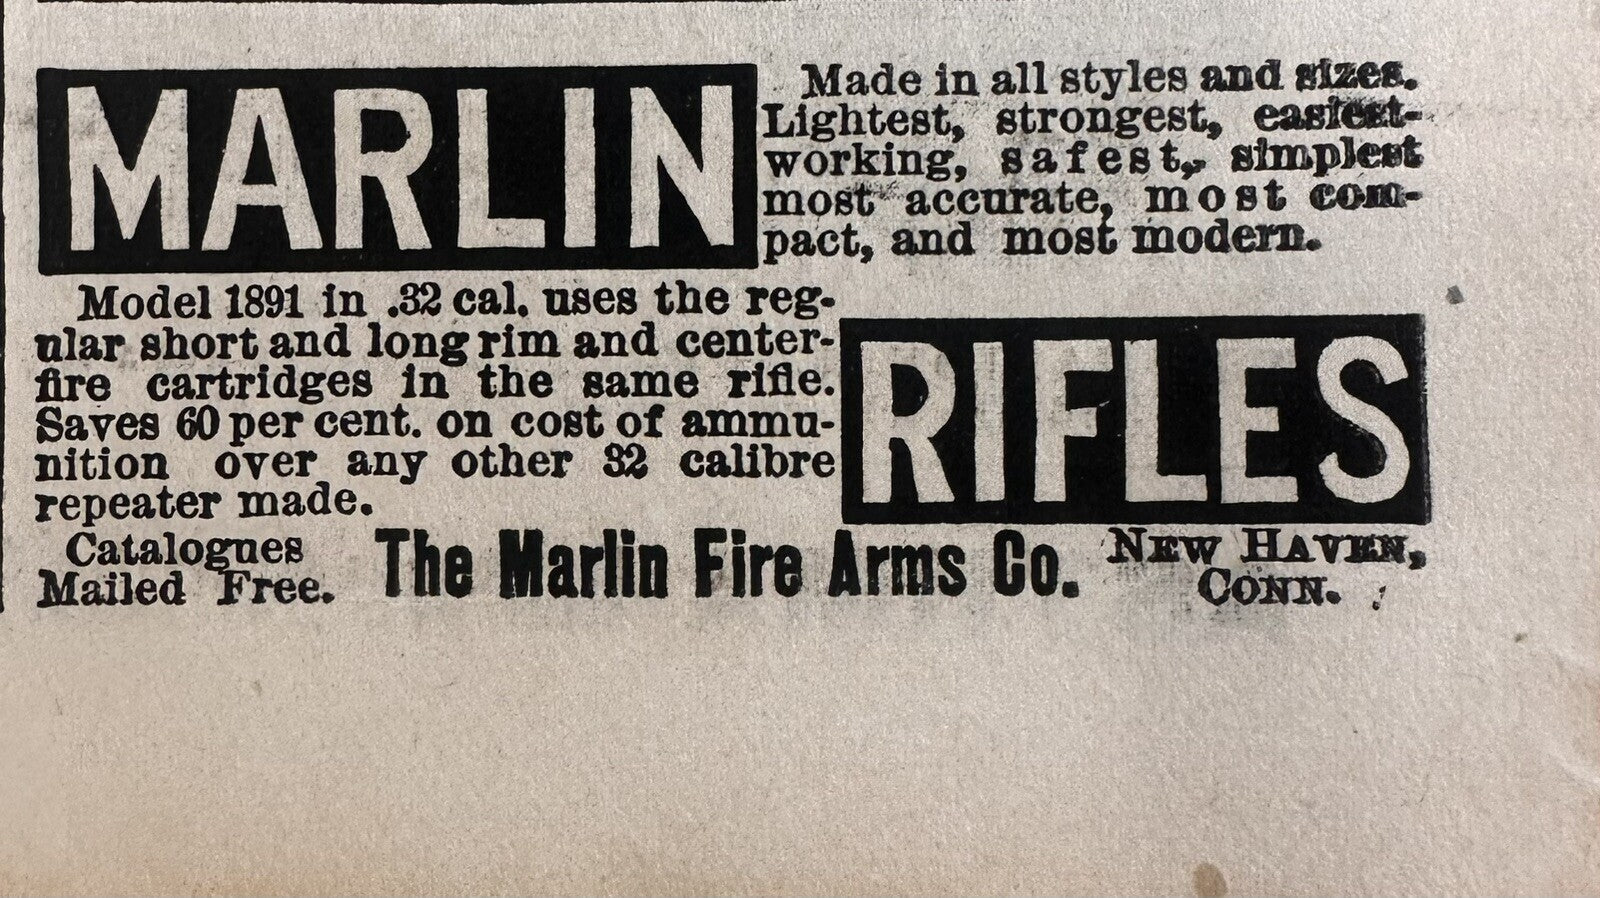 MARLIN
Made in all styles and sizes.
Lightest, strongest, easiest-
working, safest, simplest
most accurate, most com-
pact, and most modern.
Model 1891 in .32 cal. uses the reg-
ular short and long rim and center-
fire cartridges in the same rifle.
Saves 60 per cent. on cost of ammu-
nition over any other 32 calibre
repeater made.
RIFLES
Catalogues
Mailed Free.
The Marlin Fire Arms Co.
NEW HAVEN,
CONN.